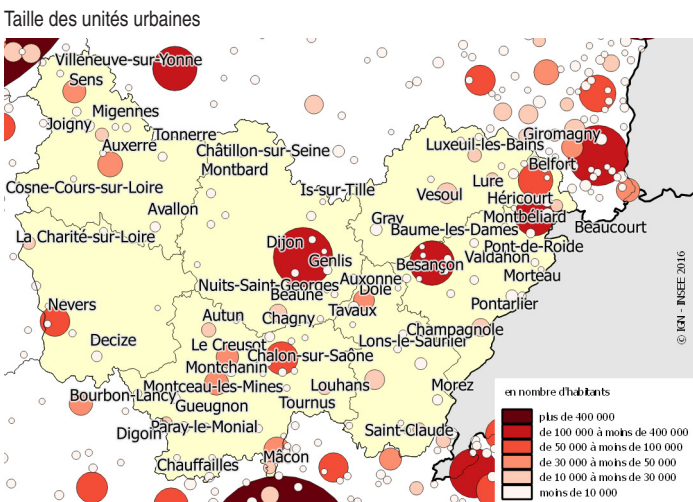 Taille des unités urbaines
Villeneuve-sur-Yonne
Sens
Migennes
Joigny
Tonnerre
Auxerre
Châtillon-sur-Seine
Montbard
Giromagny
Luxeuil-les-Bains
Belfort
Cosne-Cours-sur-Loire
Is-sur-Tille
Lure
Vesoul
Héricourt
Avallon
Gray
Montbéliard
Baume-les-Dames
Beaucourt
La Charité-sur-Loire
Dijon
Pont-de-Roide
Genlis
Besançon
Valdahon
Auxonne
Morteau
Nuits-Saint-Georges
Dole
Beaune
Nevers
Tavaux
Pontarlier
Autun
Chagny
Champagnole
Decize
Le Creusot
Lons-le-Saunier
Chalon-sur-Saône
Montchanin
Montceau-les-Mines
Louhans
Morez
Bourbon-Lancy
Gueugnon
Tournus
Digoin
Paray-le-Monial
Saint-Claude
Chauffailles
Mâcon
© IGN - INSEE 2016
en nombre d'habitants
plus de 400 000
de 100 000 à moins de 400 000
de 50 000 à moins de 100 000
de 30 000 à moins de 50 000
de 10 000 à moins de 30 000
moins de 10 000